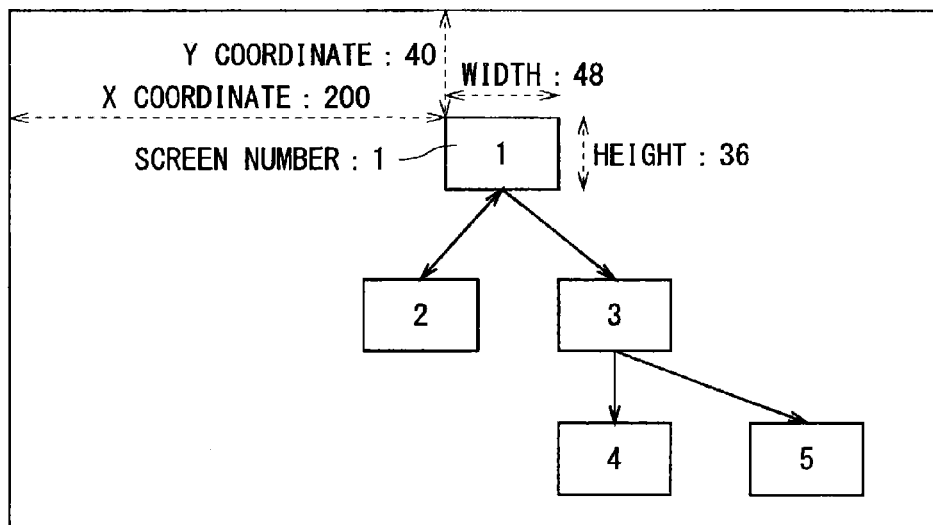 Y COORDINATE : 40
WIDTH : 48
X COORDINATE : 200
SCREEN NUMBER : 1
1
HEIGHT : 36
2
3
4
5